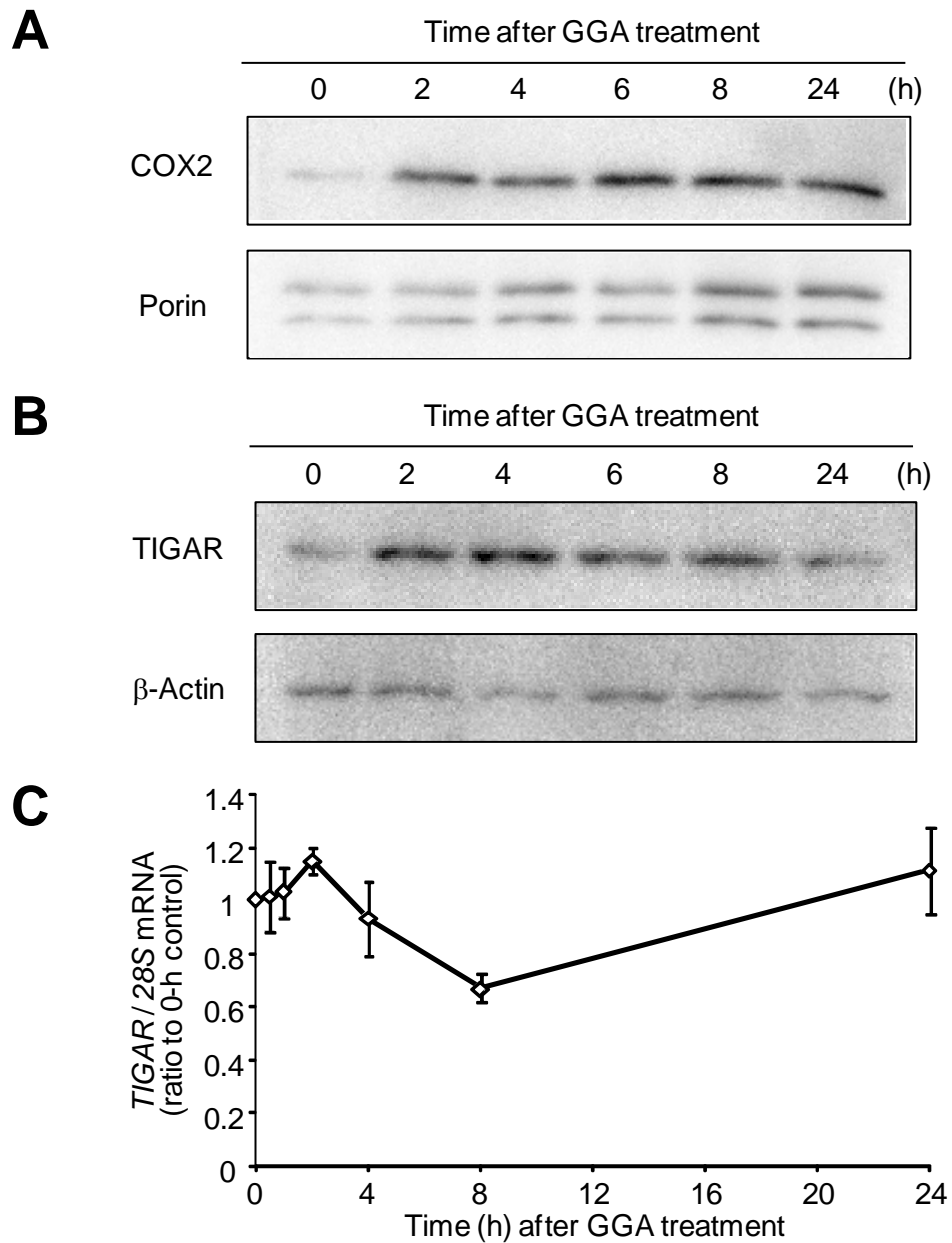 A
Time after GGA treatment
0 2 4 6 8 24 (h)
COX2
Porin
B
Time after GGA treatment
0 2 4 6 8 24 (h)
TIGAR
β-Actin
C
TIGAR / 28S mRNA
(ratio to 0-h control)
1.4
1.2
1
0.8
0.6
0.4
0.2
0
0 4 8 12 16 20 24
Time (h) after GGA treatment